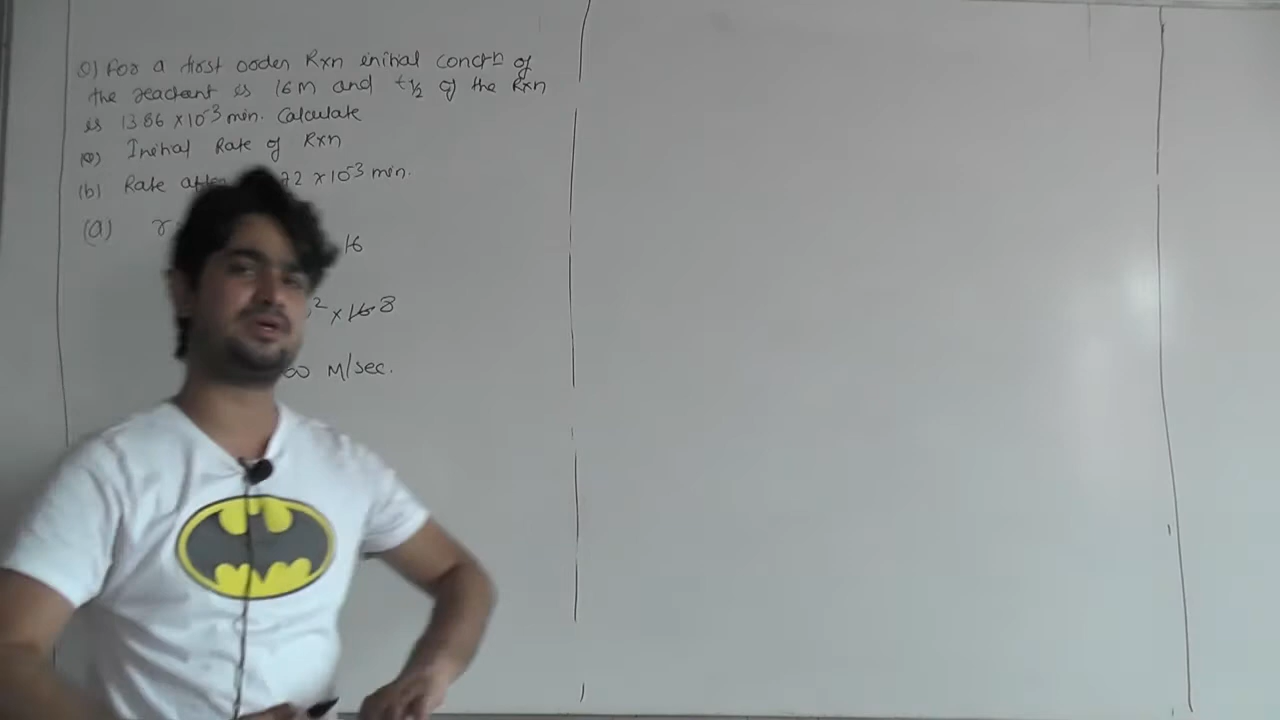 Q) For a first order Rxn initial concn of
the reactant is 16M and t½ of the Rxn
is 13.86 × 10⁻³ min. Calculate
(a) Initial Rate of Rxn
(b) Rate after 72 × 10⁻³ min.
(a) r
16
² × 16 8
00 M/sec.